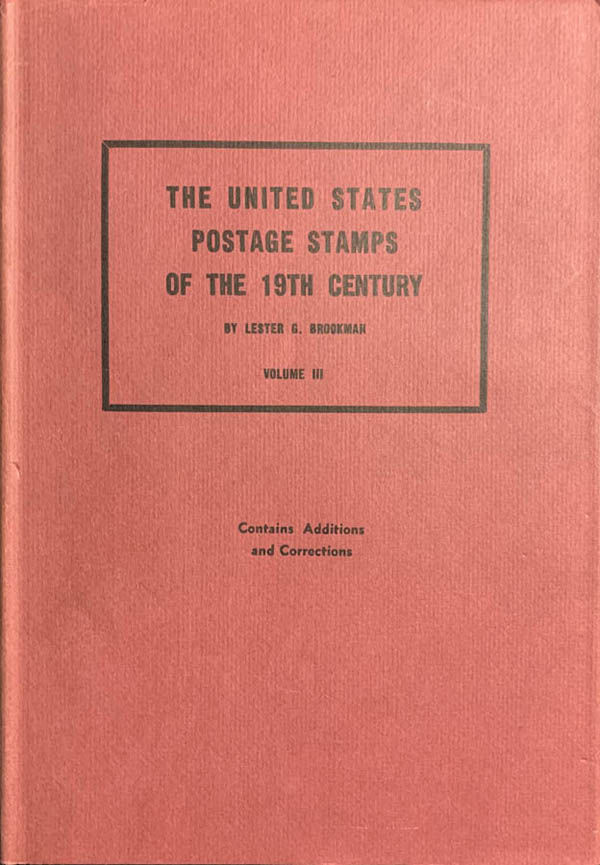 THE UNITED STATES
POSTAGE STAMPS
OF THE 19TH CENTURY
BY LESTER G. BROOKMAN
VOLUME III
Contains Additions
and Corrections